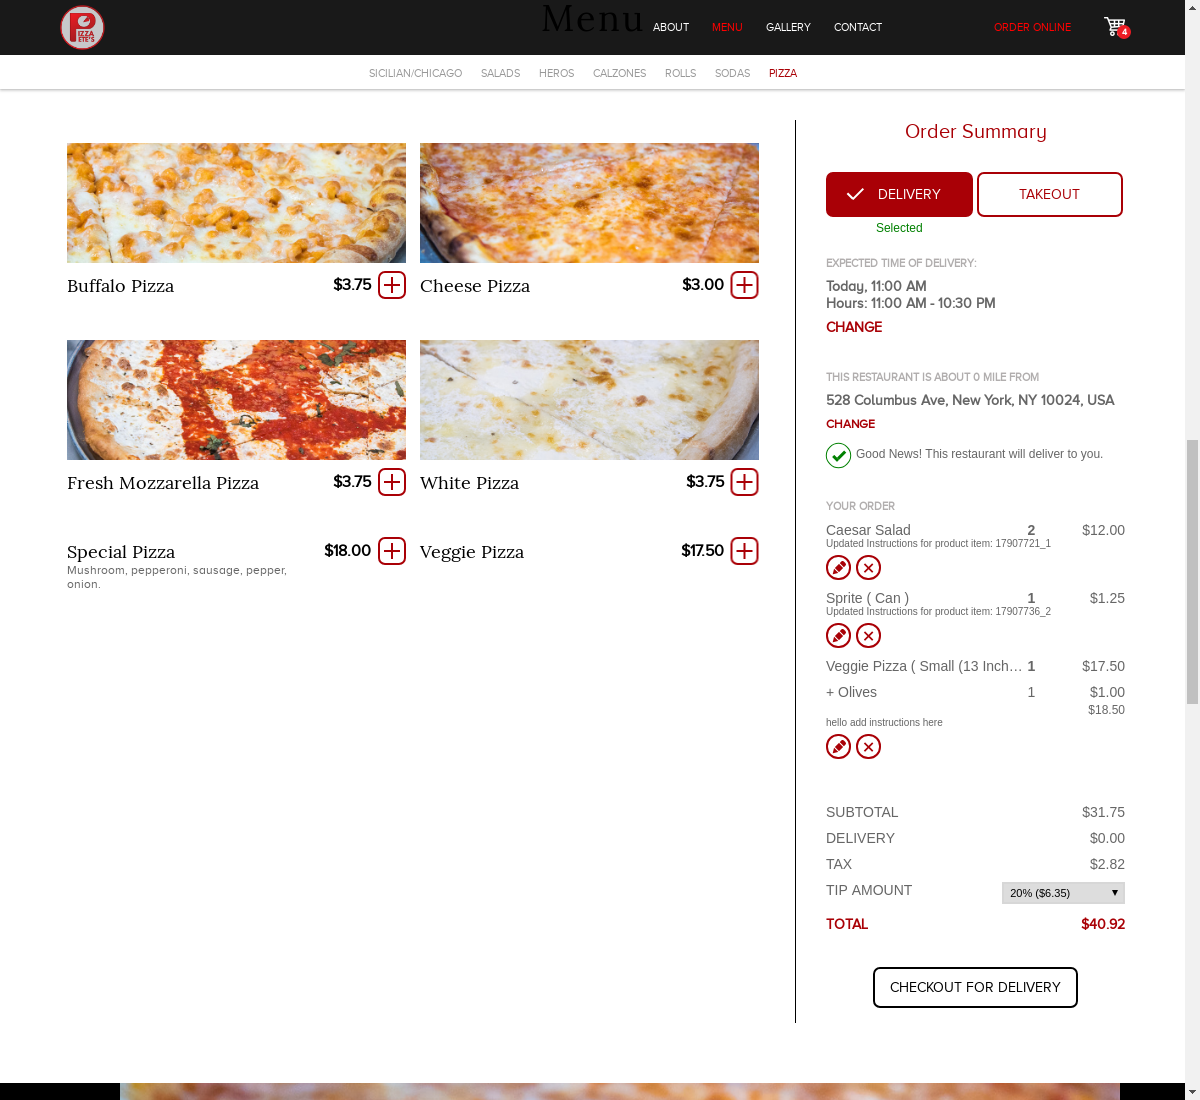 PIZZA
PETE'S
Menu
ABOUT
MENU
GALLERY
CONTACT
ORDER ONLINE
4
SICILIAN/CHICAGO
SALADS
HEROS
CALZONES
ROLLS
SODAS
PIZZA
Buffalo Pizza $3.75
Cheese Pizza $3.00
Fresh Mozzarella Pizza $3.75
White Pizza $3.75
Special Pizza $18.00
Mushroom, pepperoni, sausage, pepper,
onion.
Veggie Pizza $17.50
Order Summary
DELIVERY
TAKEOUT
Selected
EXPECTED TIME OF DELIVERY:
Today, 11:00 AM
Hours: 11:00 AM - 10:30 PM
CHANGE
THIS RESTAURANT IS ABOUT 0 MILE FROM
528 Columbus Ave, New York, NY 10024, USA
CHANGE
Good News! This restaurant will deliver to you.
YOUR ORDER
Caesar Salad 2 $12.00
Updated Instructions for product item: 17907721_1
Sprite ( Can ) 1 $1.25
Updated Instructions for product item: 17907736_2
Veggie Pizza ( Small (13 Inch… 1 $17.50
+ Olives 1 $1.00
$18.50
hello add instructions here
SUBTOTAL $31.75
DELIVERY $0.00
TAX $2.82
TIP AMOUNT 20% ($6.35)
TOTAL $40.92
CHECKOUT FOR DELIVERY